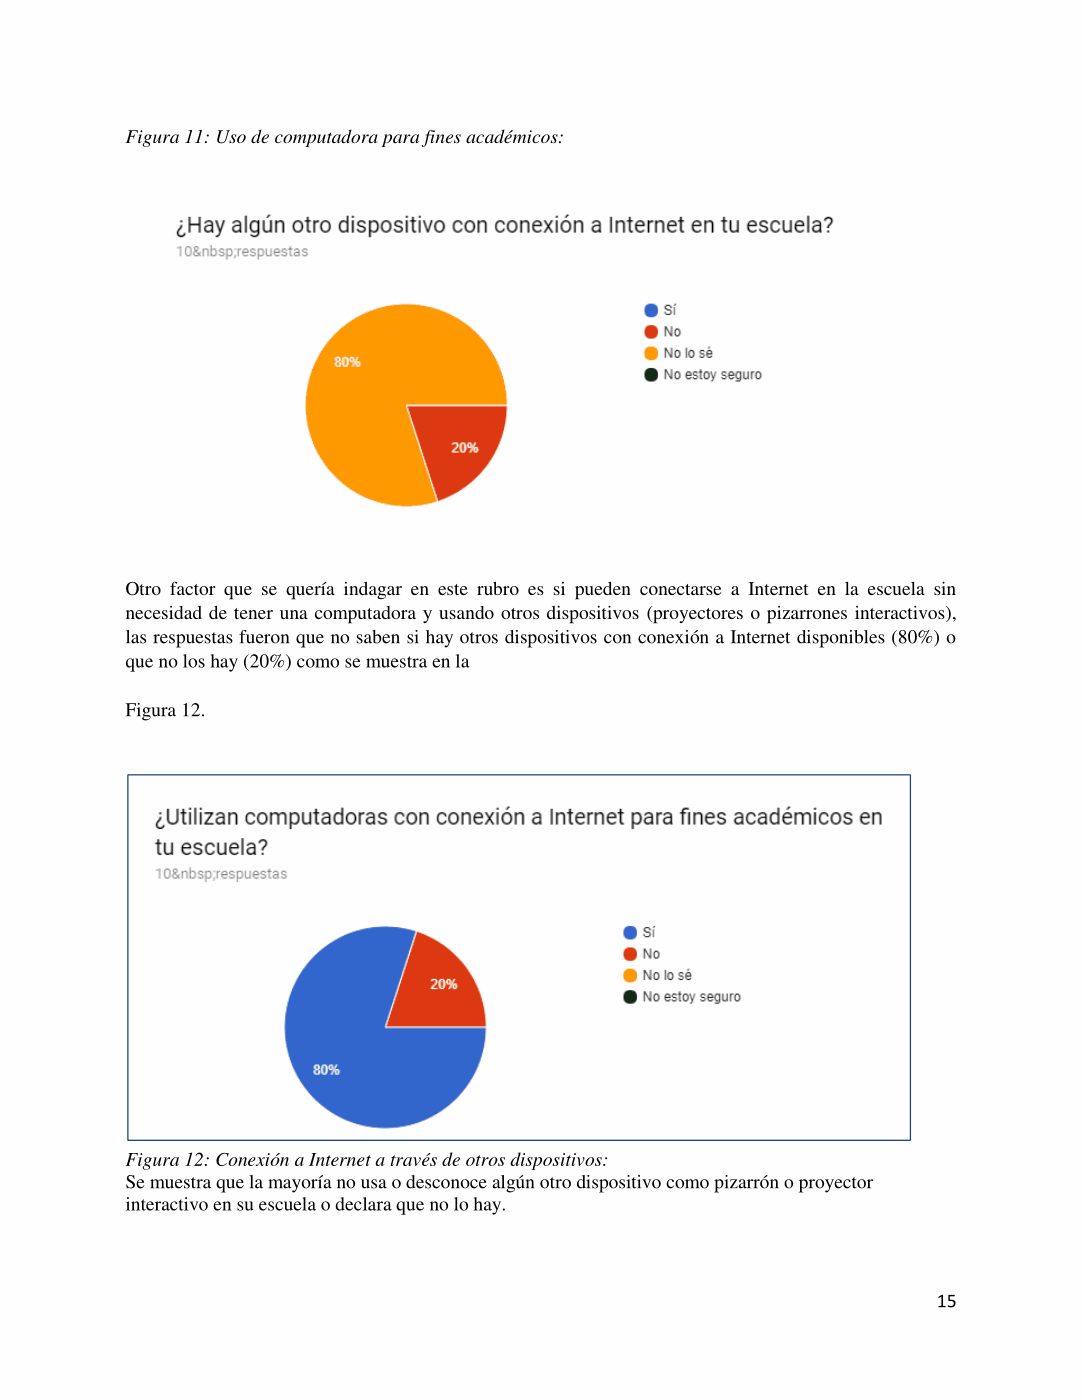 Figura 11: Uso de computadora para fines académicos:
¿Hay algún otro dispositivo con conexión a Internet en tu escuela?
10&nbsp;respuestas
Sí
No
No lo sé
No estoy seguro
80%
20%
Otro factor que se quería indagar en este rubro es si pueden conectarse a Internet en la escuela sin
necesidad de tener una computadora y usando otros dispositivos (proyectores o pizarrones interactivos),
las respuestas fueron que no saben si hay otros dispositivos con conexión a Internet disponibles (80%) o
que no los hay (20%) como se muestra en la
Figura 12.
¿Utilizan computadoras con conexión a Internet para fines académicos en
tu escuela?
10&nbsp;respuestas
Sí
No
No lo sé
No estoy seguro
20%
80%
Figura 12: Conexión a Internet a través de otros dispositivos:
Se muestra que la mayoría no usa o desconoce algún otro dispositivo como pizarrón o proyector
interactivo en su escuela o declara que no lo hay.
15